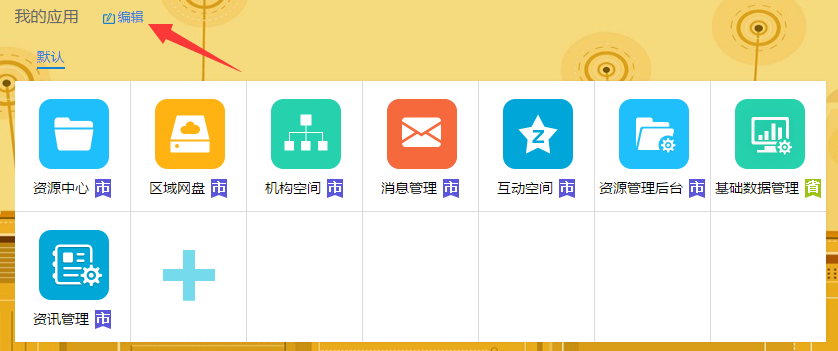 我的应用 编辑
默认
资源中心 市 区域网盘 市 机构空间 市 消息管理 市 互动空间 市 资源管理后台 市 基础数据管理 省
资讯管理 市